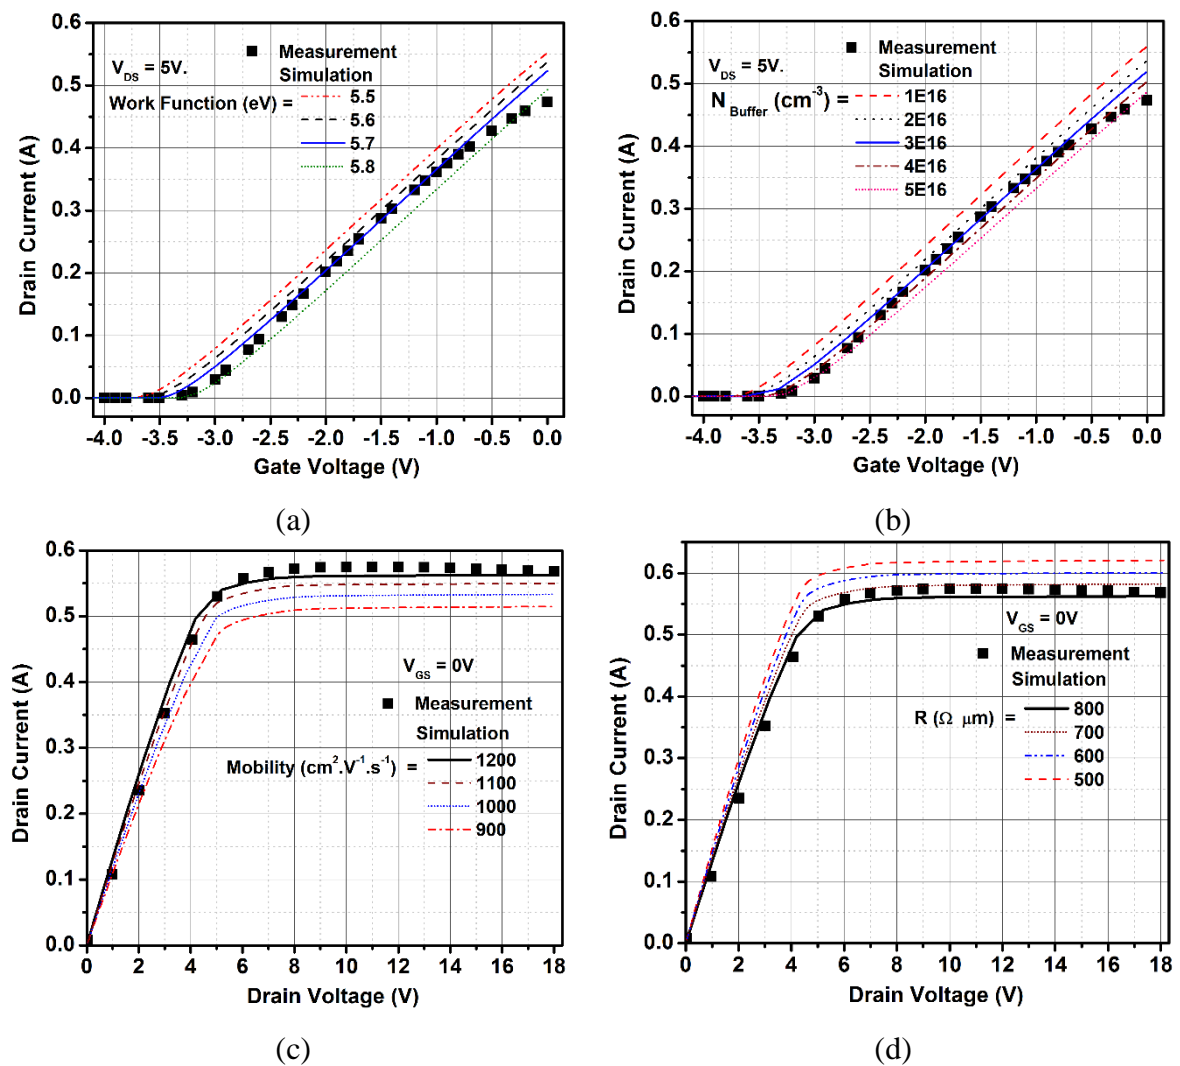 0.6
0.5
0.4
0.3
0.2
0.1
0.0
Drain Current (A)
V_DS = 5V.
Measurement
Simulation
Work Function (eV) =
5.5
5.6
5.7
5.8
-4.0 -3.5 -3.0 -2.5 -2.0 -1.5 -1.0 -0.5 0.0
Gate Voltage (V)
(a)
0.6
0.5
0.4
0.3
0.2
0.1
0.0
Drain Current (A)
V_DS = 5V.
Measurement
Simulation
N_Buffer (cm⁻³) =
1E16
2E16
3E16
4E16
5E16
-4.0 -3.5 -3.0 -2.5 -2.0 -1.5 -1.0 -0.5 0.0
Gate Voltage (V)
(b)
0.6
0.5
0.4
0.3
0.2
0.1
0.0
Drain Current (A)
V_GS = 0V
Measurement
Simulation
Mobility (cm².V⁻¹.s⁻¹) =
1200
1100
1000
900
0 2 4 6 8 10 12 14 16 18
Drain Voltage (V)
(c)
0.6
0.5
0.4
0.3
0.2
0.1
0.0
Drain Current (A)
V_GS = 0V
Measurement
Simulation
R (Ω μm) =
800
700
600
500
0 2 4 6 8 10 12 14 16 18
Drain Voltage (V)
(d)